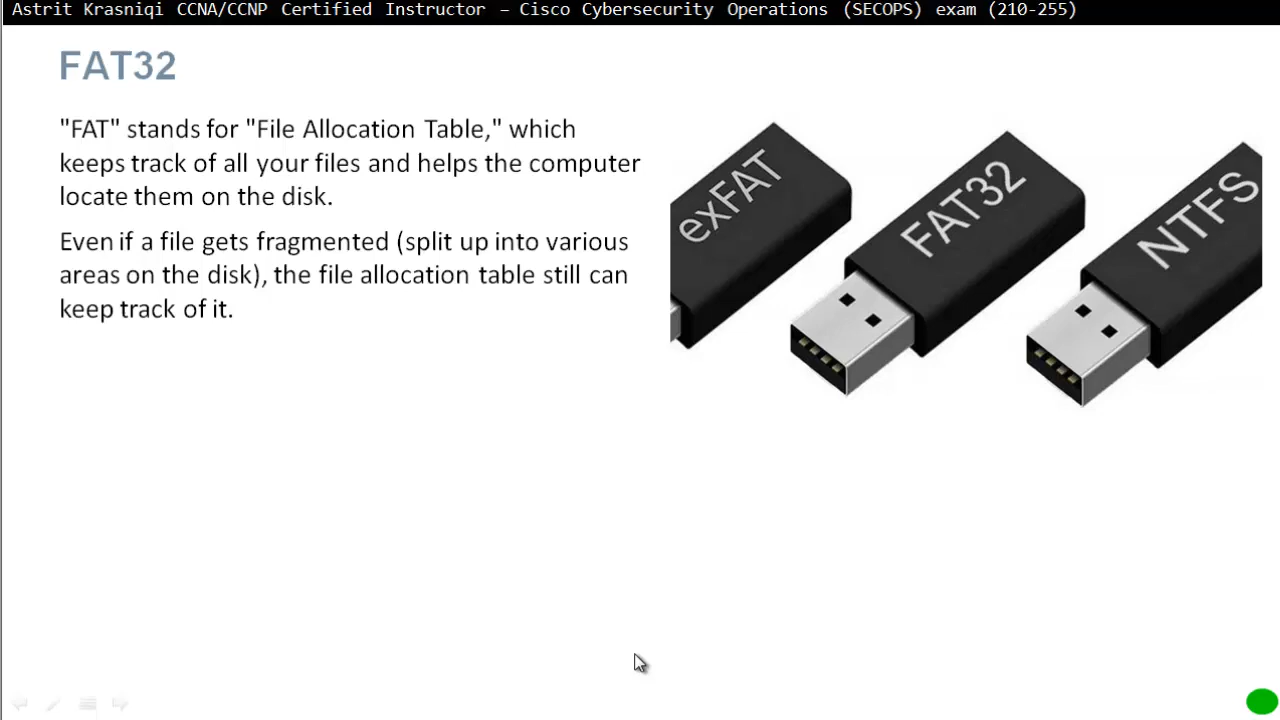 Astrit Krasniqi CCNA/CCNP Certified Instructor – Cisco Cybersecurity Operations (SECOPS) exam (210-255)
FAT32
"FAT" stands for "File Allocation Table," which
keeps track of all your files and helps the computer
locate them on the disk.
Even if a file gets fragmented (split up into various
areas on the disk), the file allocation table still can
keep track of it.
exFAT
FAT32
NTFS